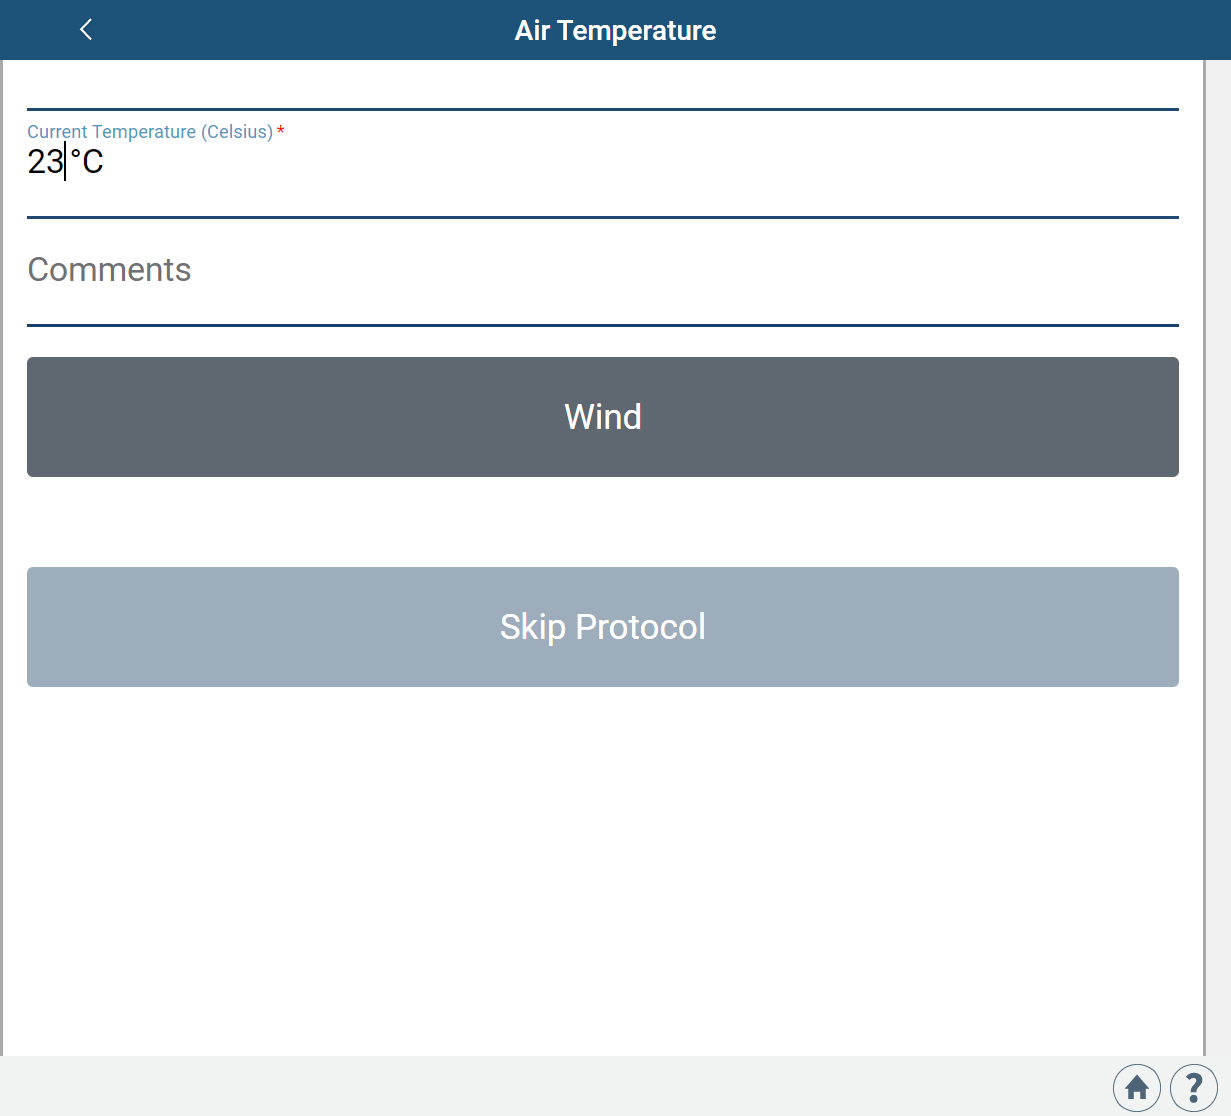 Air Temperature
Current Temperature (Celsius) *
23 °C
Comments
Wind
Skip Protocol
?